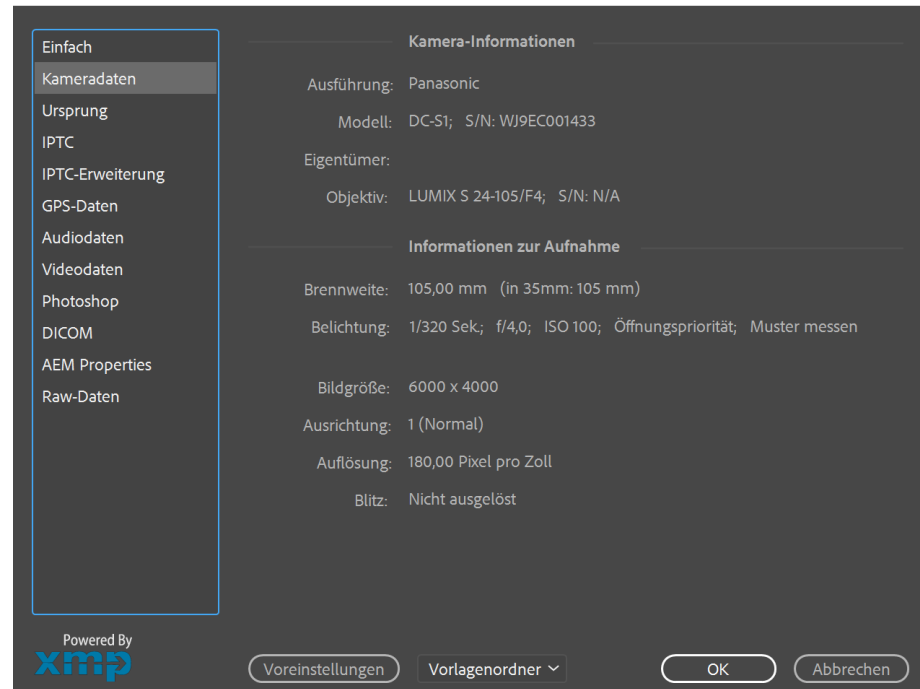 Einfach
Kameradaten
Ursprung
IPTC
IPTC-Erweiterung
GPS-Daten
Audiodaten
Videodaten
Photoshop
DICOM
AEM Properties
Raw-Daten
Powered By
xmp
Kamera-Informationen
Ausführung: Panasonic
Modell: DC-S1; S/N: WJ9EC001433
Eigentümer:
Objektiv: LUMIX S 24-105/F4; S/N: N/A
Informationen zur Aufnahme
Brennweite: 105,00 mm (in 35mm: 105 mm)
Belichtung: 1/320 Sek.; f/4,0; ISO 100; Öffnungspriorität; Muster messen
Bildgröße: 6000 x 4000
Ausrichtung: 1 (Normal)
Auflösung: 180,00 Pixel pro Zoll
Blitz: Nicht ausgelöst
Voreinstellungen Vorlagenordner OK Abbrechen